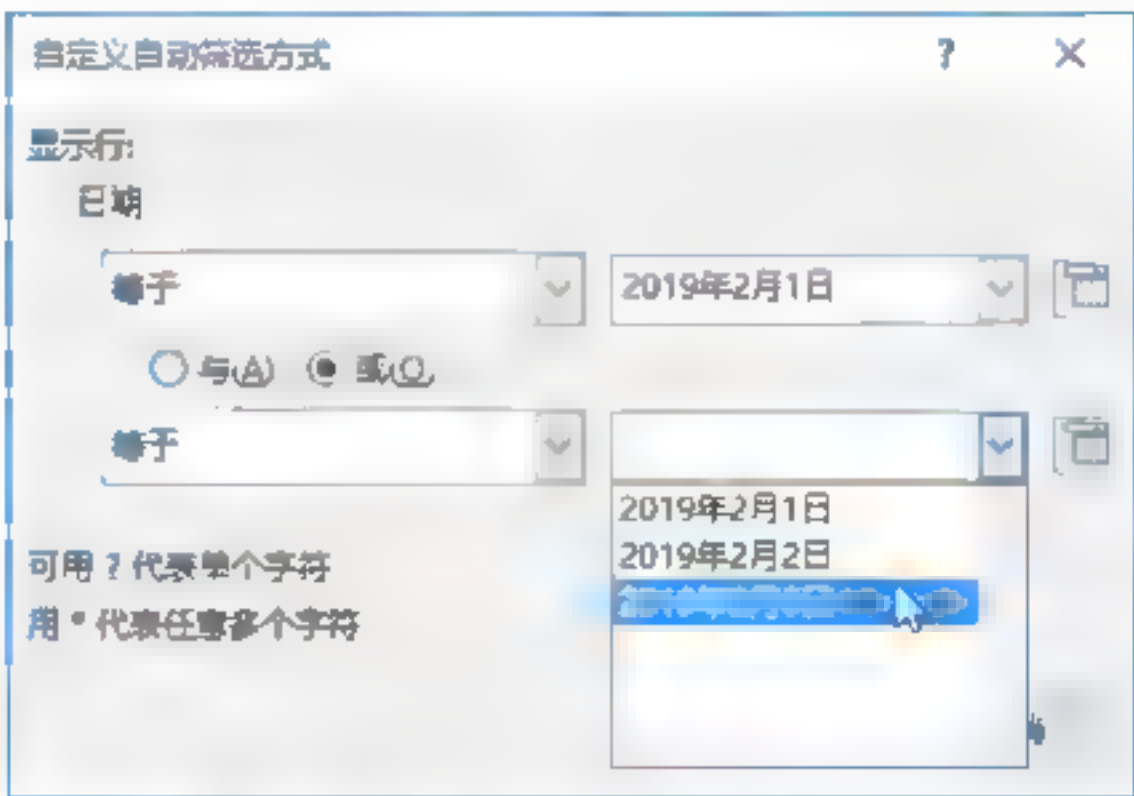 自定义自动筛选方式 ?
显示行:
日期
等于 2019年2月1日
与(A) 或(O)
等于
2019年2月1日
2019年2月2日
可用 ? 代表单个字符
用 * 代表任意多个字符